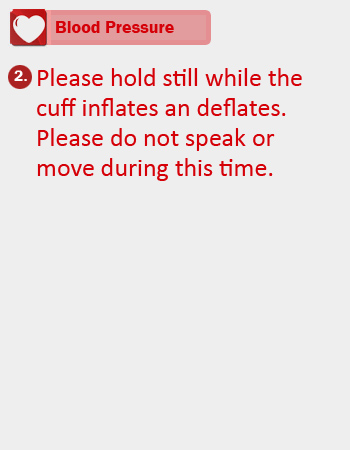 Blood Pressure
2. Please hold still while the
cuff inflates an deflates.
Please do not speak or
move during this time.